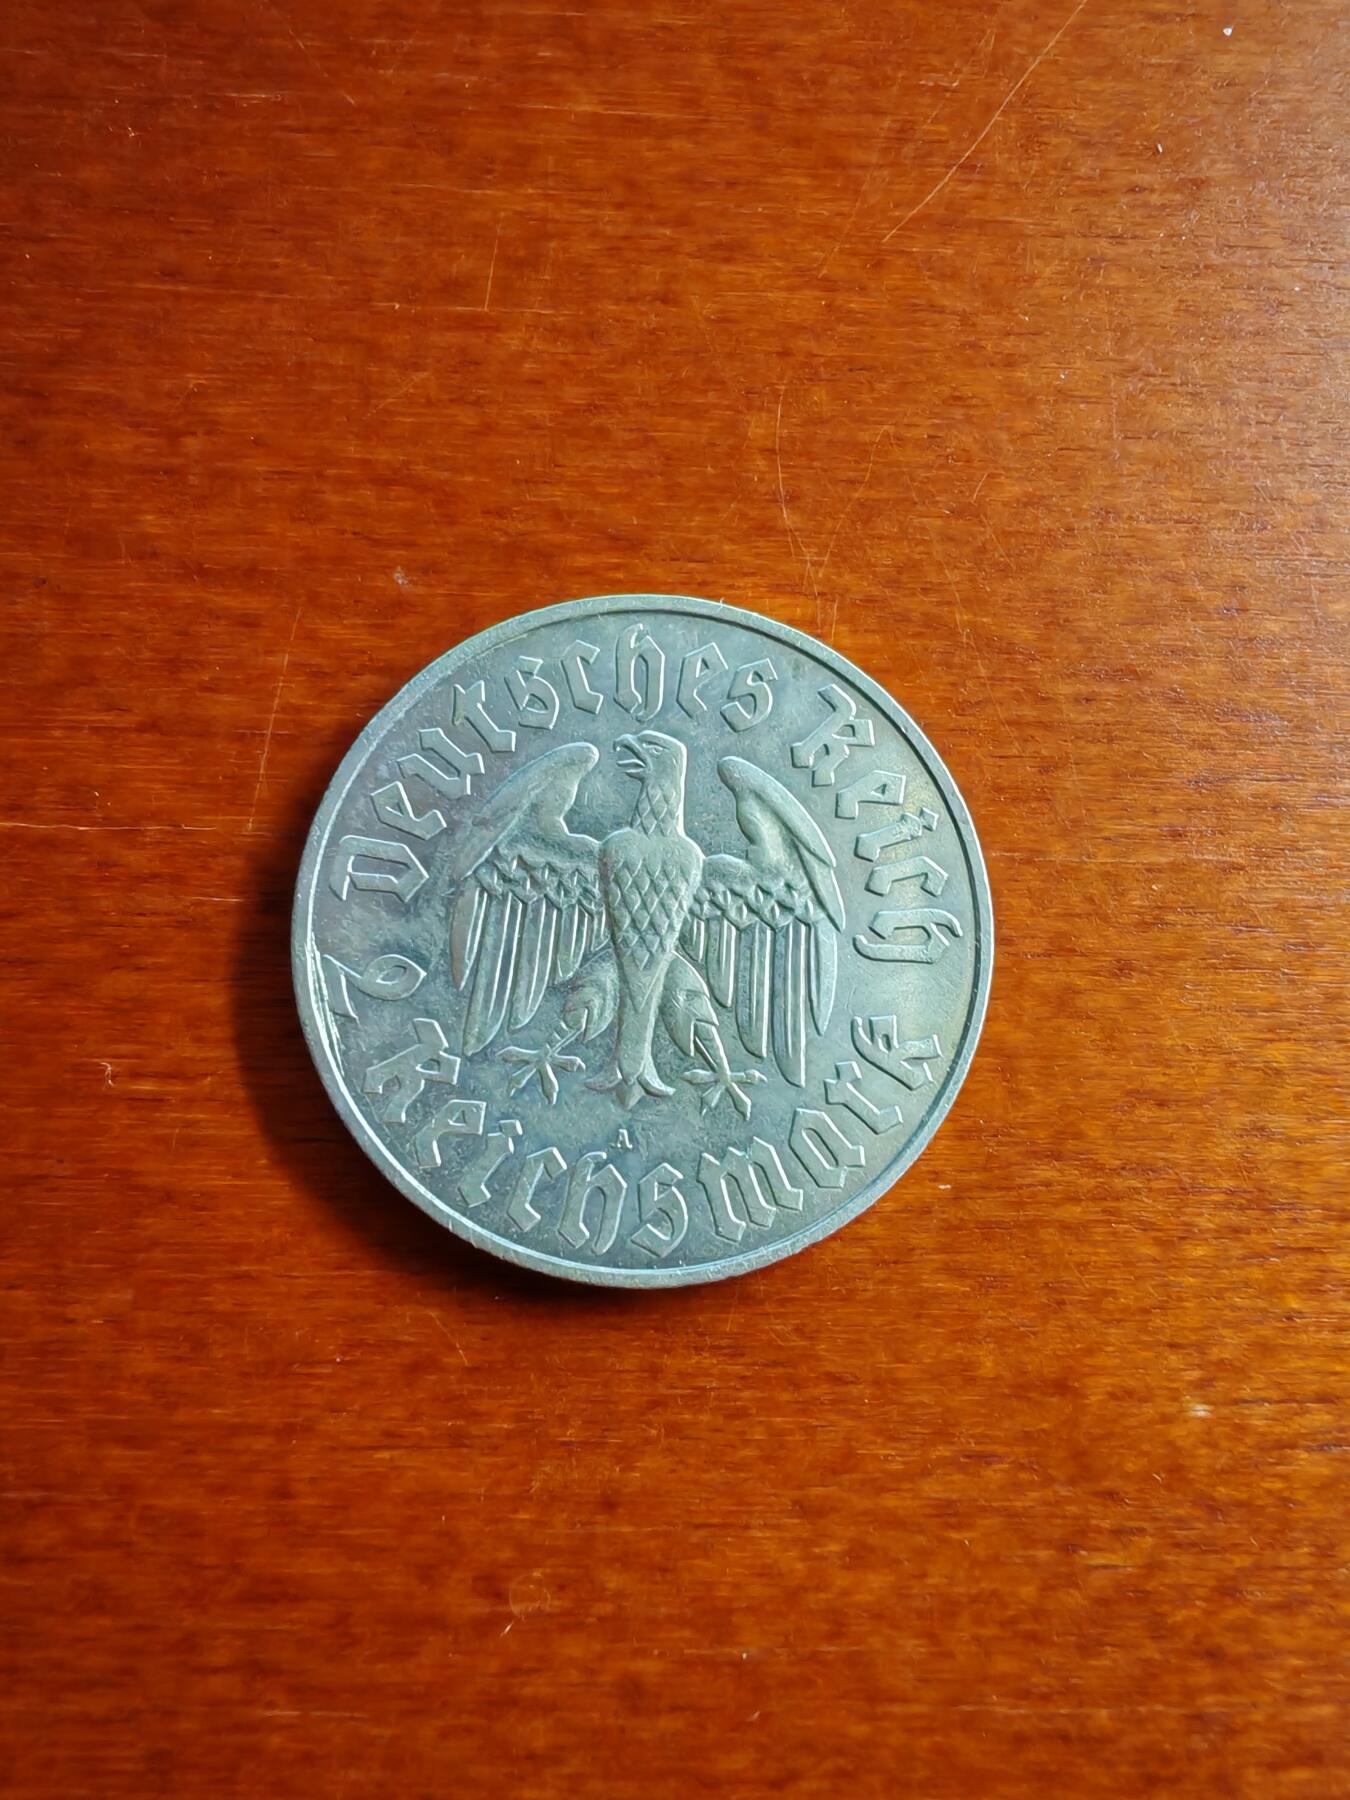 Deutsches Reich
2 Reichsmark
A